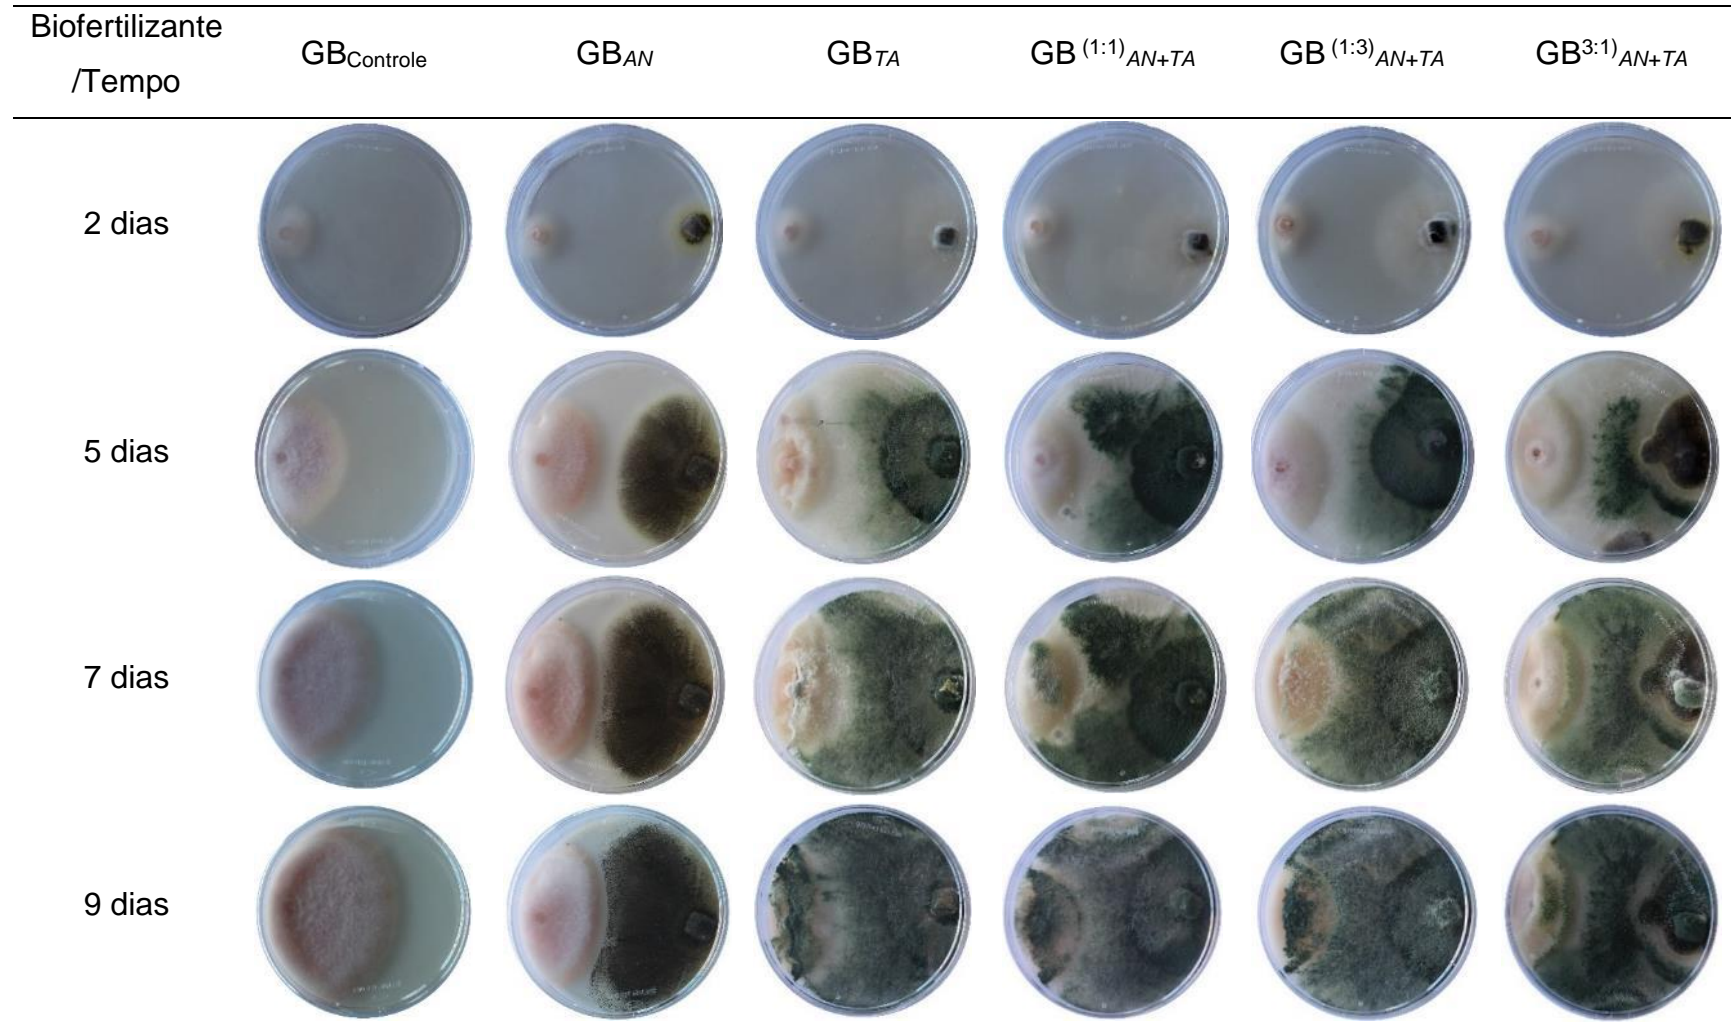 Biofertilizante
/Tempo
GBControle
GBAN
GBTA
GB (1:1)AN+TA
GB (1:3)AN+TA
GB3:1)AN+TA
2 dias
5 dias
7 dias
9 dias